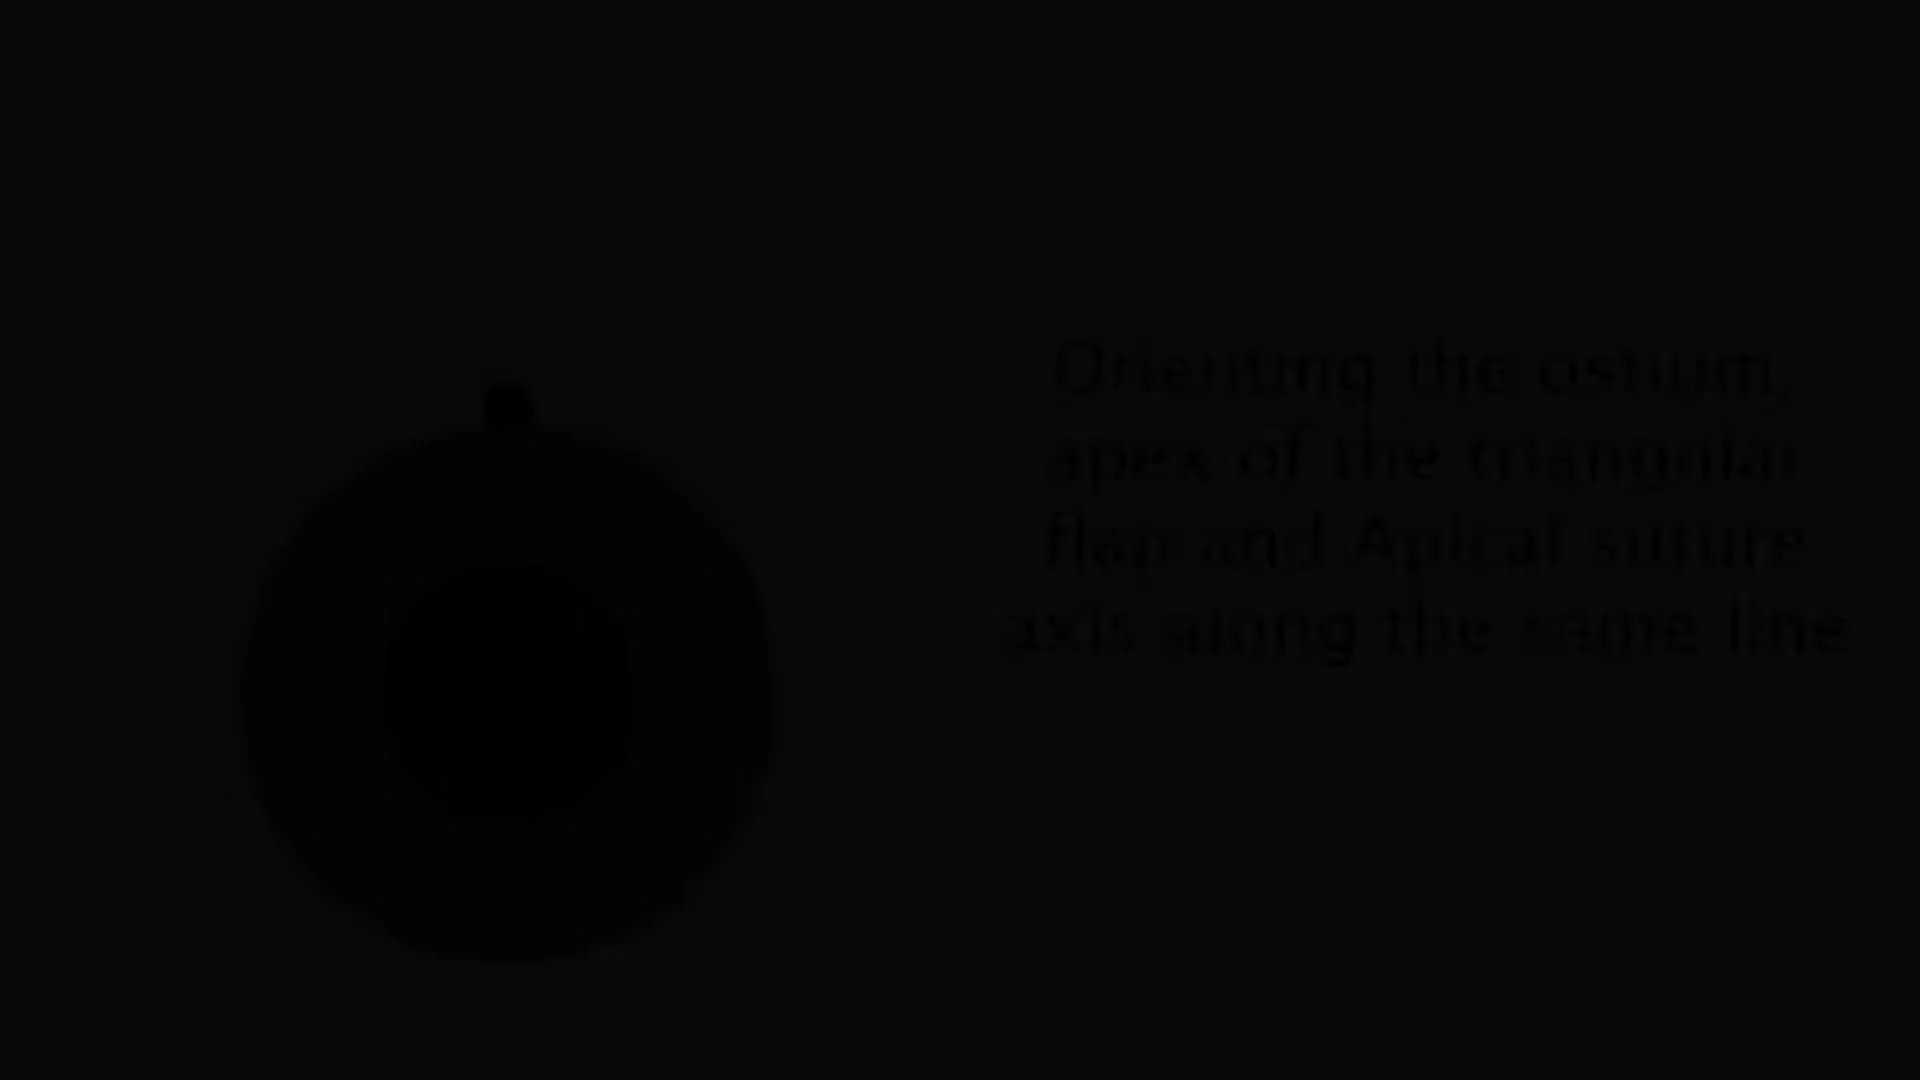 Orienting the ostium,
apex of the triangular
flap and Apical suture
axis along the same line